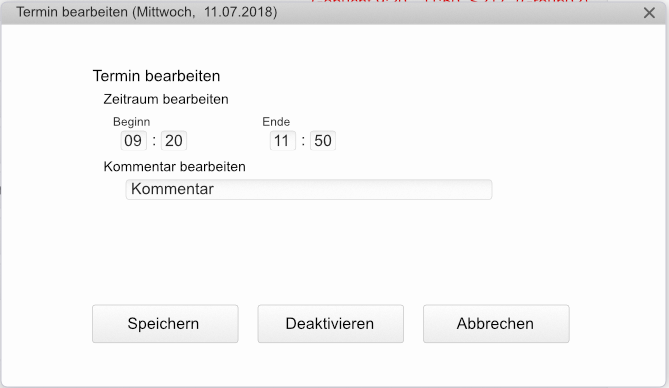 Termin bearbeiten (Mittwoch, 11.07.2018)
Termin bearbeiten
Zeitraum bearbeiten
Beginn Ende
09 : 20 11 : 50
Kommentar bearbeiten
Kommentar
Speichern Deaktivieren Abbrechen